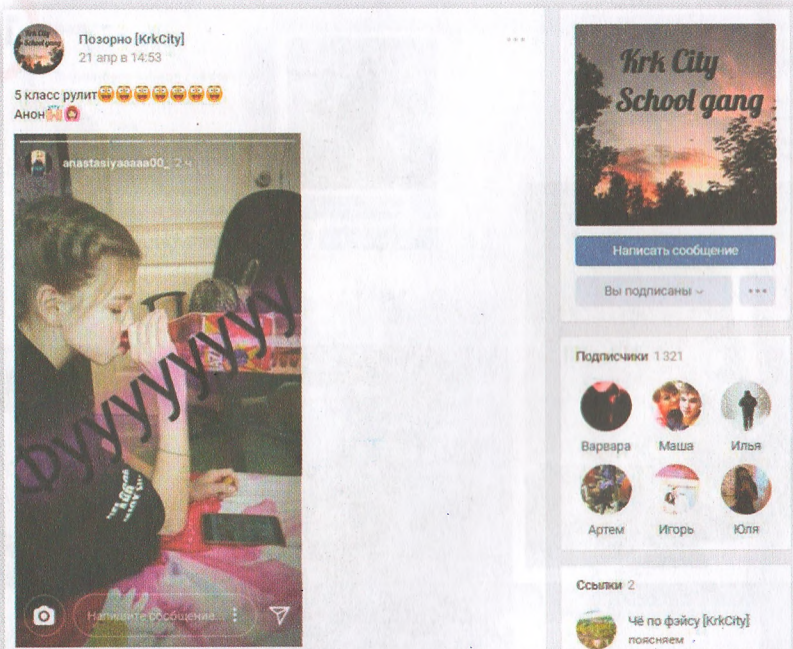 Позорно [KrkCity]
21 апр в 14:53
5 класс рулит
Анон
anastasiyaaaaa00_ 2 ч
Фууууууууу
Напишите сообщение...
Krk City
School gang
Написать сообщение
Вы подписаны
Подписчики 1 321
Варвара Маша Илья
Артем Игорь Юля
Ссылки 2
Чё по фэйсу [KrkCity]
поясняем